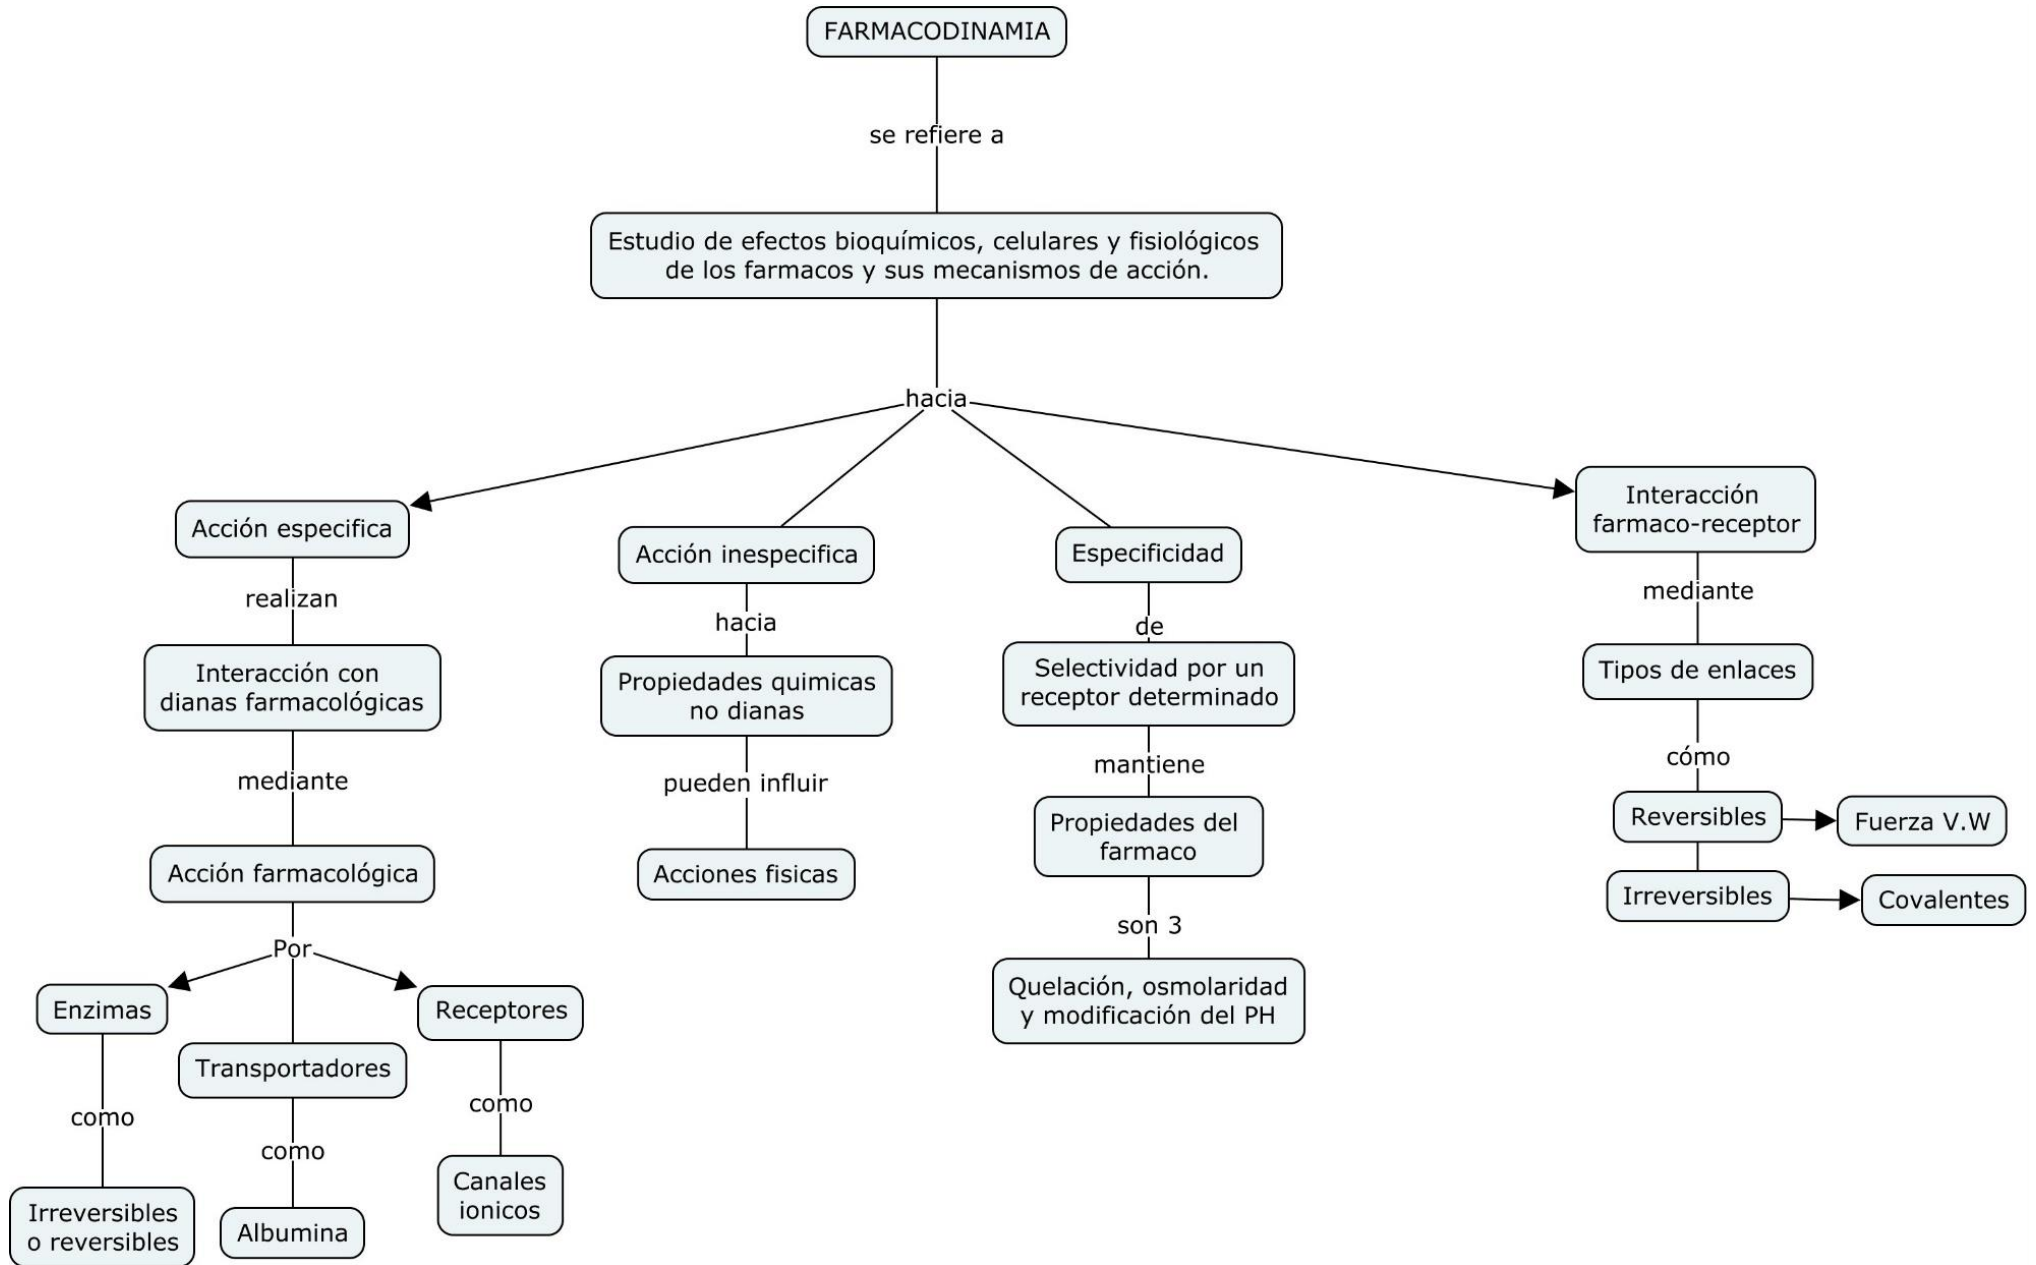 FARMACODINAMIA
se refiere a
Estudio de efectos bioquímicos, celulares y fisiológicos
de los farmacos y sus mecanismos de acción.
hacia
Acción especifica
realizan
Interacción con
dianas farmacológicas
mediante
Acción farmacológica
Por
Enzimas
como
Irreversibles
o reversibles
Transportadores
como
Albumina
Receptores
como
Canales
ionicos
Acción inespecifica
hacia
Propiedades quimicas
no dianas
pueden influir
Acciones fisicas
Especificidad
de
Selectividad por un
receptor determinado
mantiene
Propiedades del
farmaco
son 3
Quelación, osmolaridad
y modificación del PH
Interacción
farmaco-receptor
mediante
Tipos de enlaces
cómo
Reversibles
Fuerza V.W
Irreversibles
Covalentes